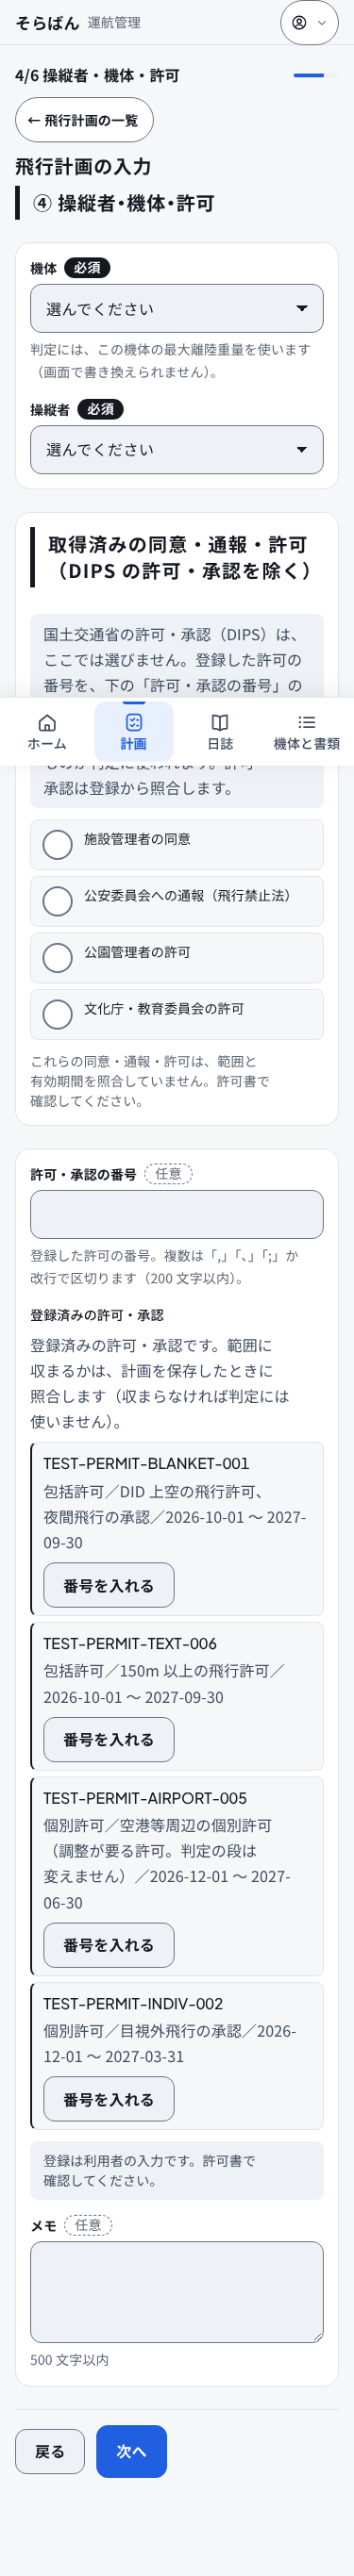 そらばん 運航管理
4/6 操縦者・機体・許可
← 飛行計画の一覧
飛行計画の入力
④ 操縦者・機体・許可
機体 必須
選んでください
判定には、この機体の最大離陸重量を使います
（画面で書き換えられません）。
操縦者 必須
選んでください
取得済みの同意・通報・許可
（DIPS の許可・承認を除く）
国土交通省の許可・承認（DIPS）は、
ここでは選びません。登録した許可の
番号を、下の「許可・承認の番号」の
ホーム
計画
日誌
機体と書類
承認は登録から照合します。
施設管理者の同意
公安委員会への通報（飛行禁止法）
公園管理者の許可
文化庁・教育委員会の許可
これらの同意・通報・許可は、範囲と
有効期間を照合していません。許可書で
確認してください。
許可・承認の番号 任意
登録した許可の番号。複数は「,」「、」「;」か
改行で区切ります（200 文字以内）。
登録済みの許可・承認
登録済みの許可・承認です。範囲に
収まるかは、計画を保存したときに
照合します（収まらなければ判定には
使いません）。
TEST-PERMIT-BLANKET-001
包括許可／DID 上空の飛行許可、
夜間飛行の承認／2026-10-01 〜 2027-
09-30
番号を入れる
TEST-PERMIT-TEXT-006
包括許可／150m 以上の飛行許可／
2026-10-01 〜 2027-09-30
番号を入れる
TEST-PERMIT-AIRPORT-005
個別許可／空港等周辺の個別許可
（調整が要る許可。判定の段は
変えません）／2026-12-01 〜 2027-
06-30
番号を入れる
TEST-PERMIT-INDIV-002
個別許可／目視外飛行の承認／2026-
12-01 〜 2027-03-31
番号を入れる
登録は利用者の入力です。許可書で
確認してください。
メモ 任意
500 文字以内
戻る
次へ